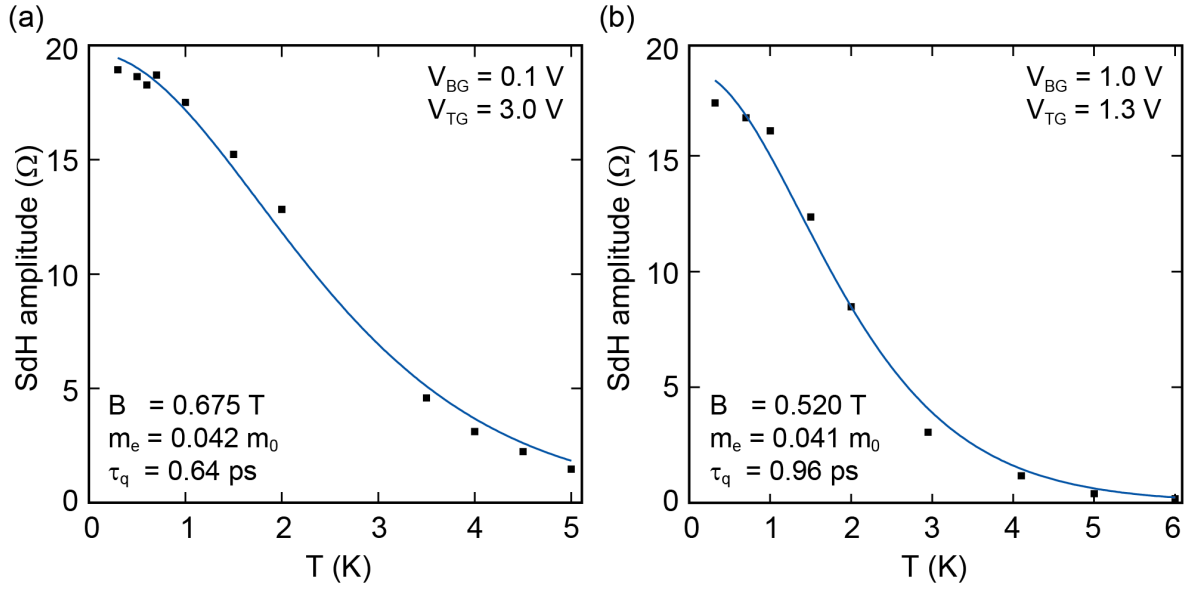 (a)
SdH amplitude (Ω)
20
15
10
5
0
V_BG = 0.1 V
V_TG = 3.0 V
B = 0.675 T
m_e = 0.042 m_0
τ_q = 0.64 ps
0 1 2 3 4 5
T (K)
(b)
SdH amplitude (Ω)
20
15
10
5
0
V_BG = 1.0 V
V_TG = 1.3 V
B = 0.520 T
m_e = 0.041 m_0
τ_q = 0.96 ps
0 1 2 3 4 5 6
T (K)